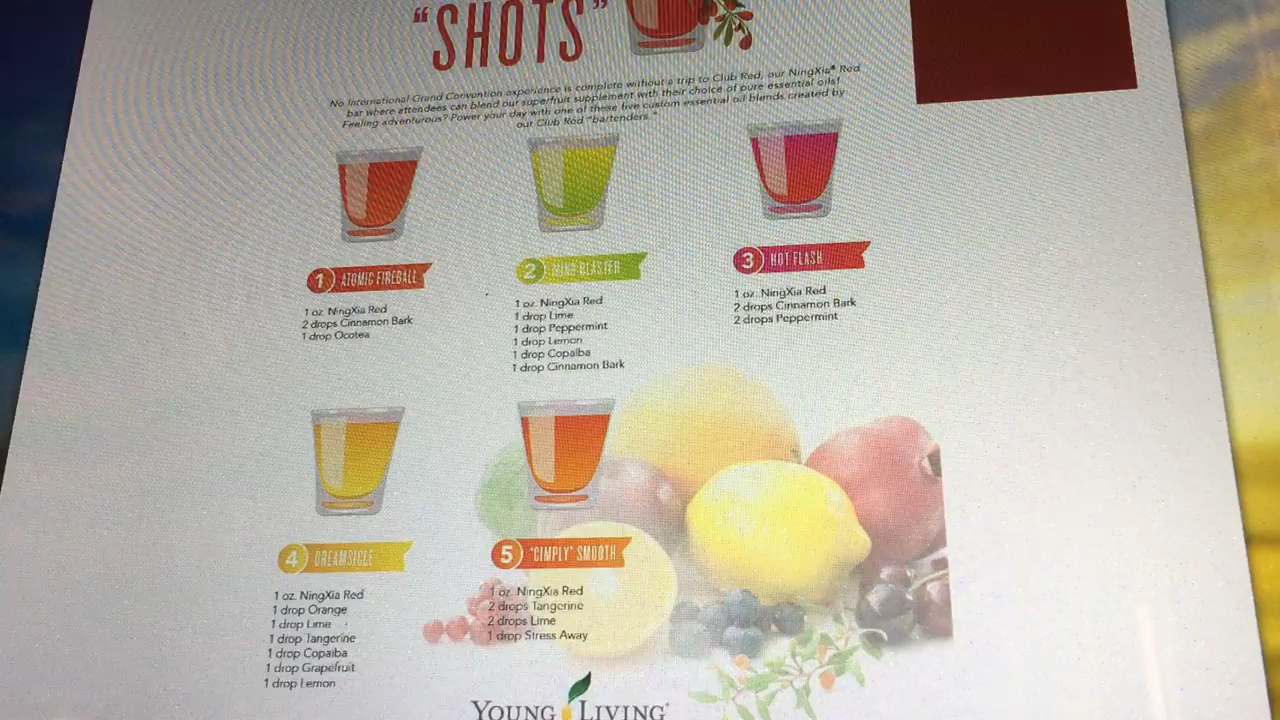 "SHOTS"
No International Grand Convention experience is complete without a trip to Club Red, our NingXia® Red
bar where attendees can blend our superfruit supplement with their choice of pure essential oils!
Feeling adventurous? Power your day with one of these five custom essential oil blends created by
our Club Red "bartenders."
1 ATOMIC FIREBALL
1 oz. NingXia Red
2 drops Cinnamon Bark
1 drop Ocotea
2 MIND BLASTER
1 oz. NingXia Red
1 drop Lime
1 drop Peppermint
1 drop Lemon
1 drop Copaiba
1 drop Cinnamon Bark
3 HOT FLASH
1 oz. NingXia Red
2 drops Cinnamon Bark
2 drops Peppermint
4 DREAMSICLE
1 oz. NingXia Red
1 drop Orange
1 drop Lime
1 drop Tangerine
1 drop Copaiba
1 drop Grapefruit
1 drop Lemon
5 "CIMPLY" SMOOTH
1 oz. NingXia Red
2 drops Tangerine
2 drops Lime
1 drop Stress Away
YOUNG LIVING®